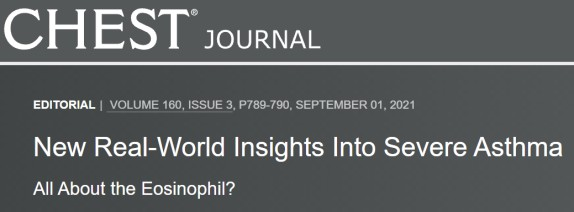 CHEST® JOURNAL
EDITORIAL | VOLUME 160, ISSUE 3, P789-790, SEPTEMBER 01, 2021
New Real-World Insights Into Severe Asthma
All About the Eosinophil?